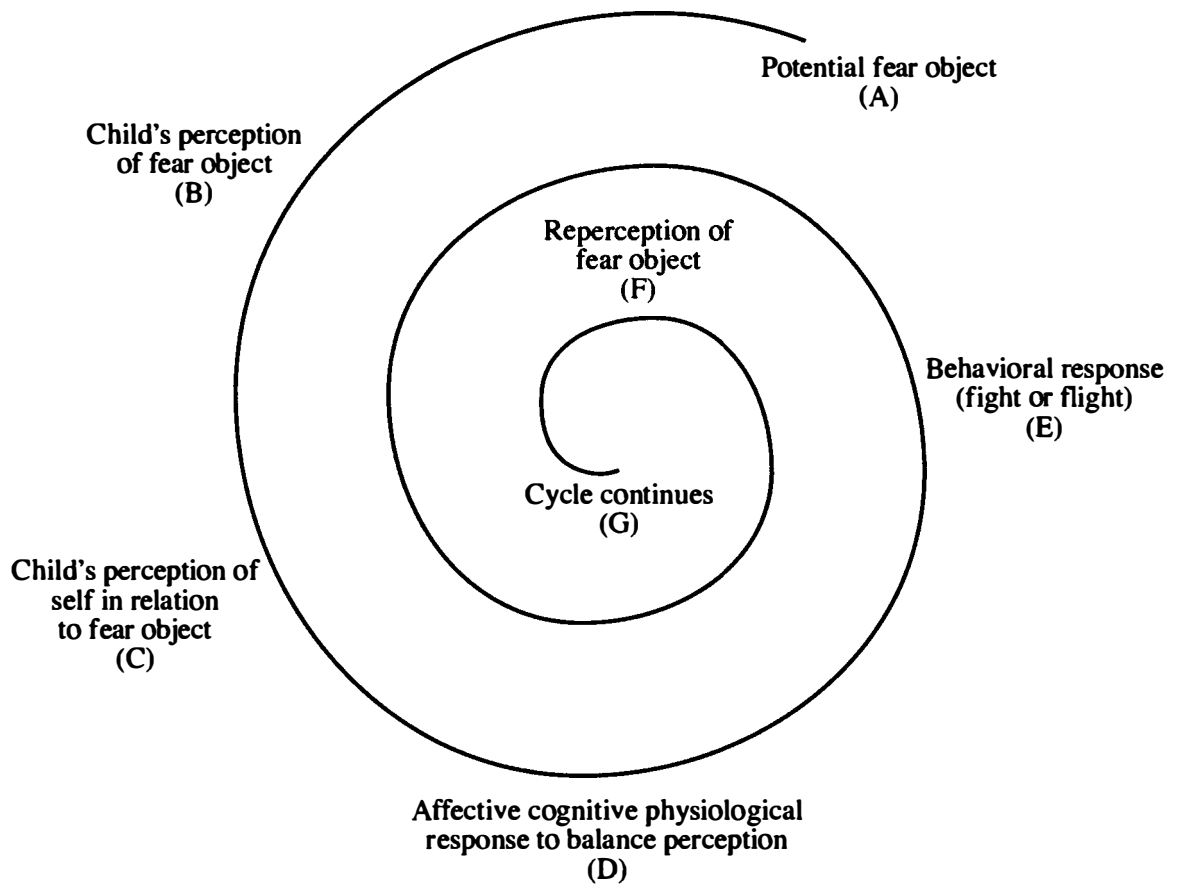 Potential fear object
(A)
Child's perception
of fear object
(B)
Child's perception of
self in relation
to fear object
(C)
Affective cognitive physiological
response to balance perception
(D)
Behavioral response
(fight or flight)
(E)
Reperception of
fear object
(F)
Cycle continues
(G)